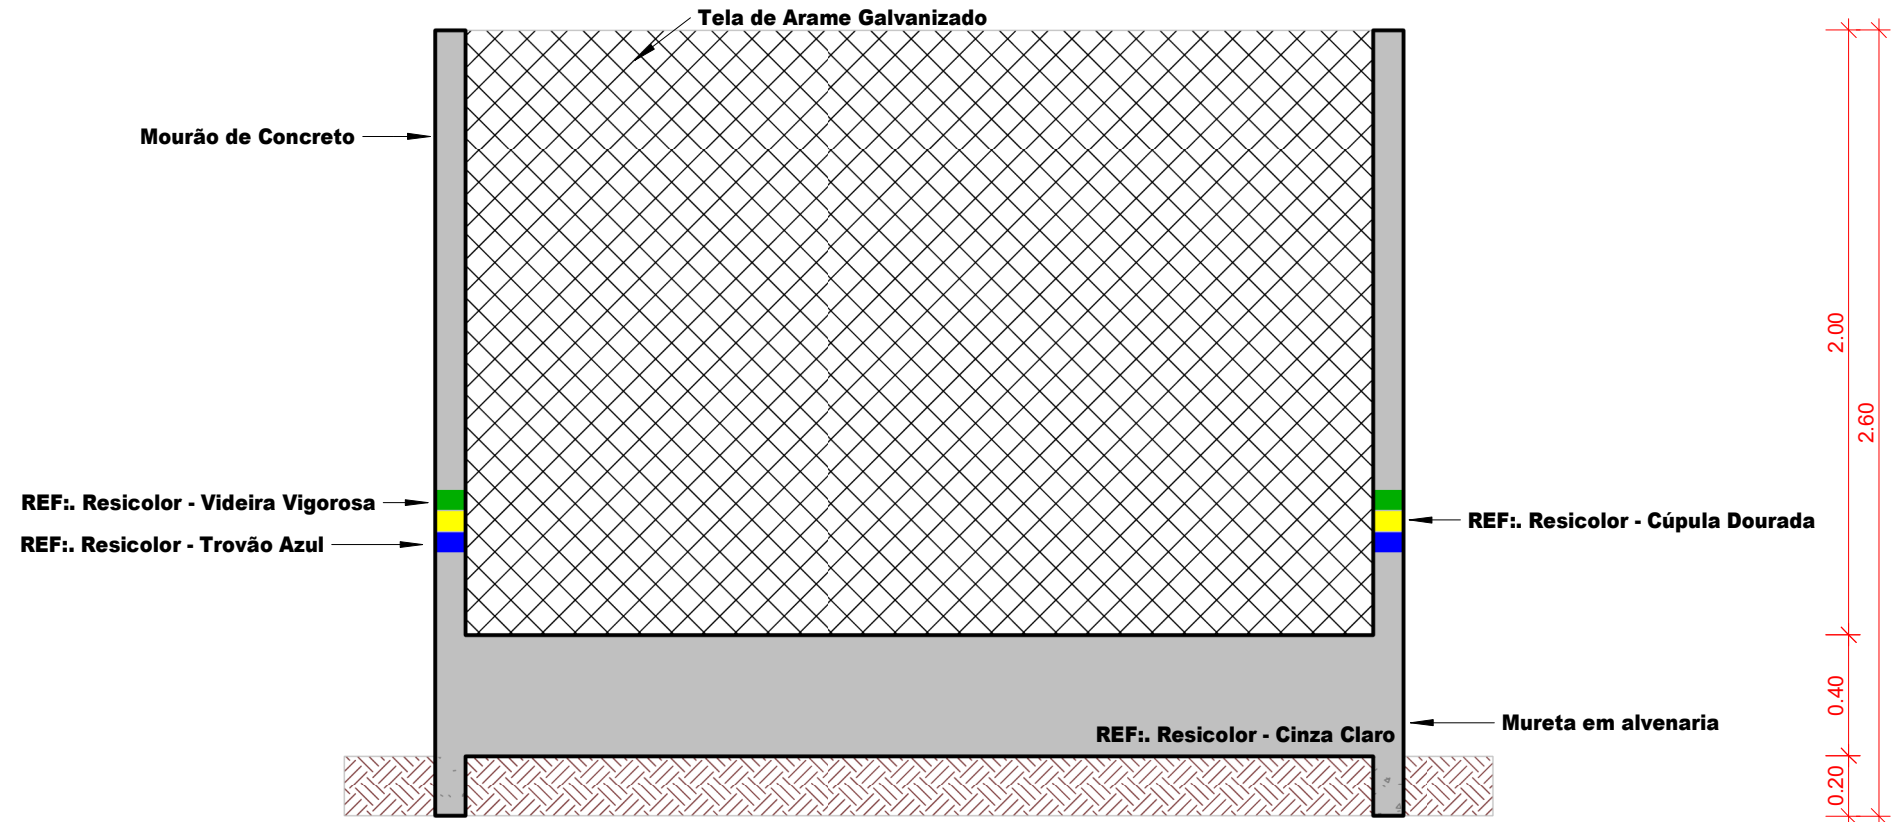 Tela de Arame Galvanizado
Mourão de Concreto
2.00
2.60
REF:. Resicolor - Videira Vigorosa
REF:. Resicolor - Cúpula Dourada
REF:. Resicolor - Trovão Azul
0.40
Mureta em alvenaria
REF:. Resicolor - Cinza Claro
0.20